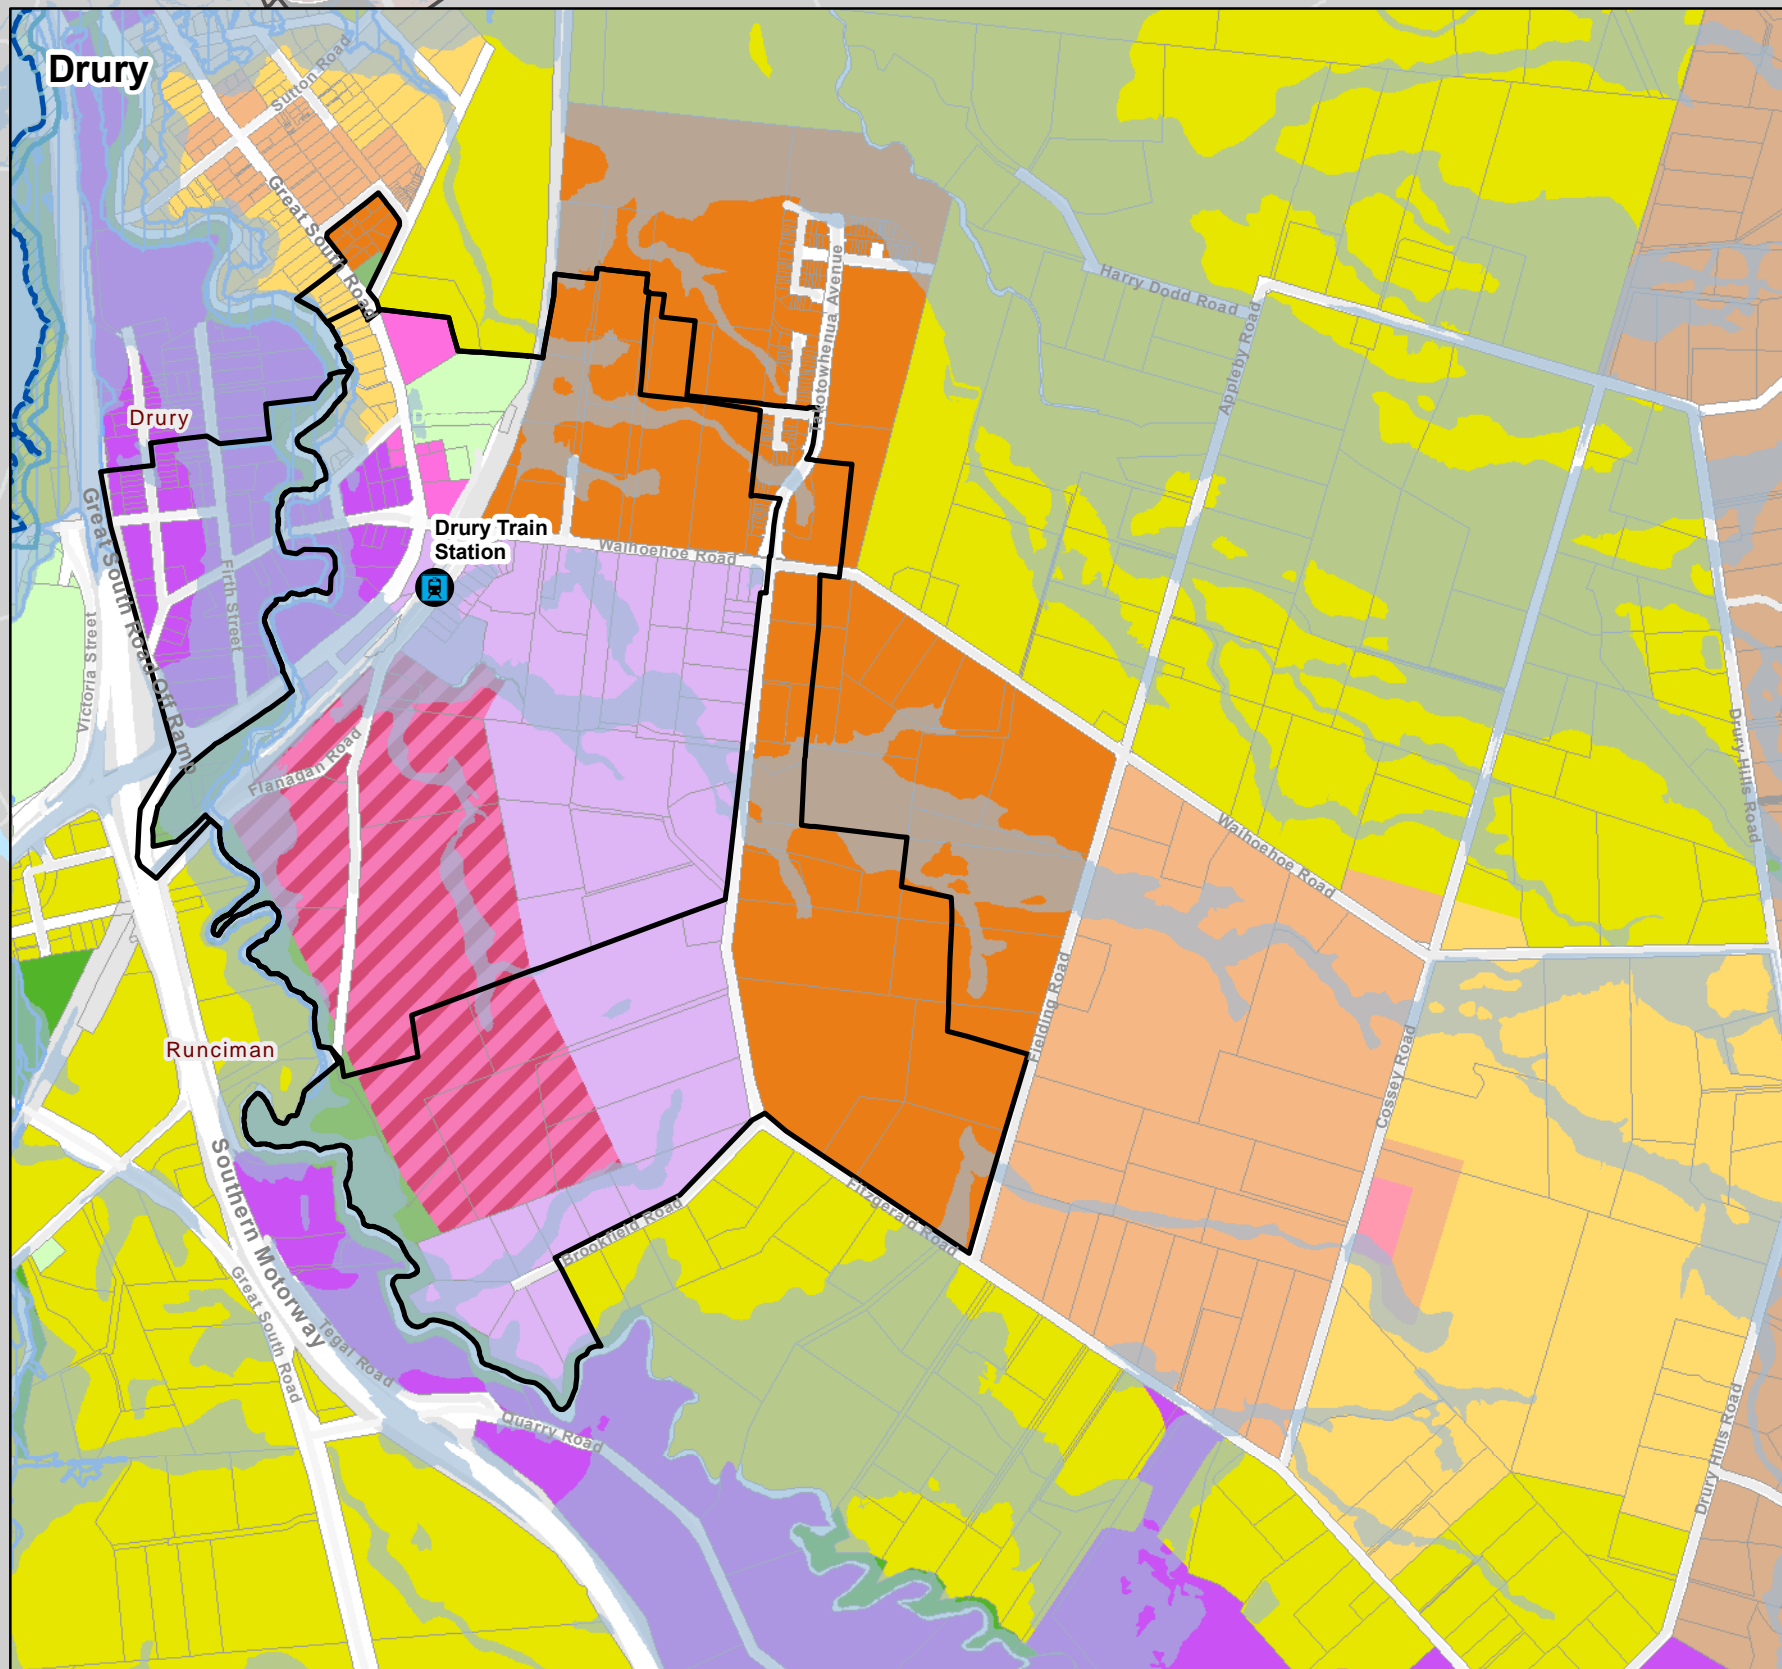 Drury
Sutton Road
Great South Road
Harry Dodd Road
Appleby Road
Drury
Drury Train
Station
Waihoehoe Road
Great South Road Off Ramp
Firth Street
Victoria Street
Flanagan Road
Drury Hills Road
Waihoehoe Road
Fielding Road
Cossey Road
Runciman
Southern Motorway
Brookfield Road
Fitzgerald Road
Great South Road
Tegal Road
Quarry Road
Drury Hills Road